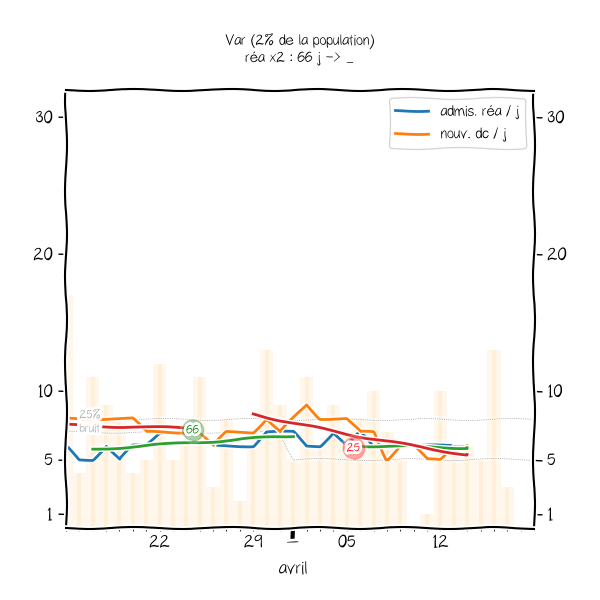 Var (2% de la population)
réa x2 : 66 j -> _
admis. réa / j
nouv. dc / j
30
30
20
20
10
10
25%
bruit
66
25
5
5
1
1
22
29
05
12
avril